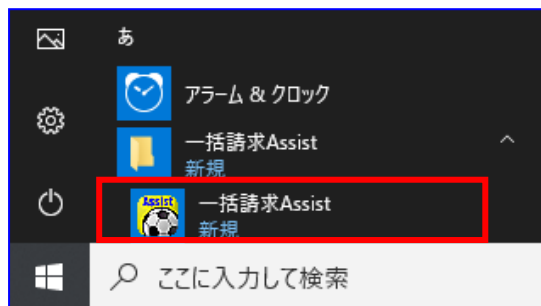 あ
アラーム & クロック
一括請求Assist
新規
Assist
一括請求Assist
新規
ここに入力して検索